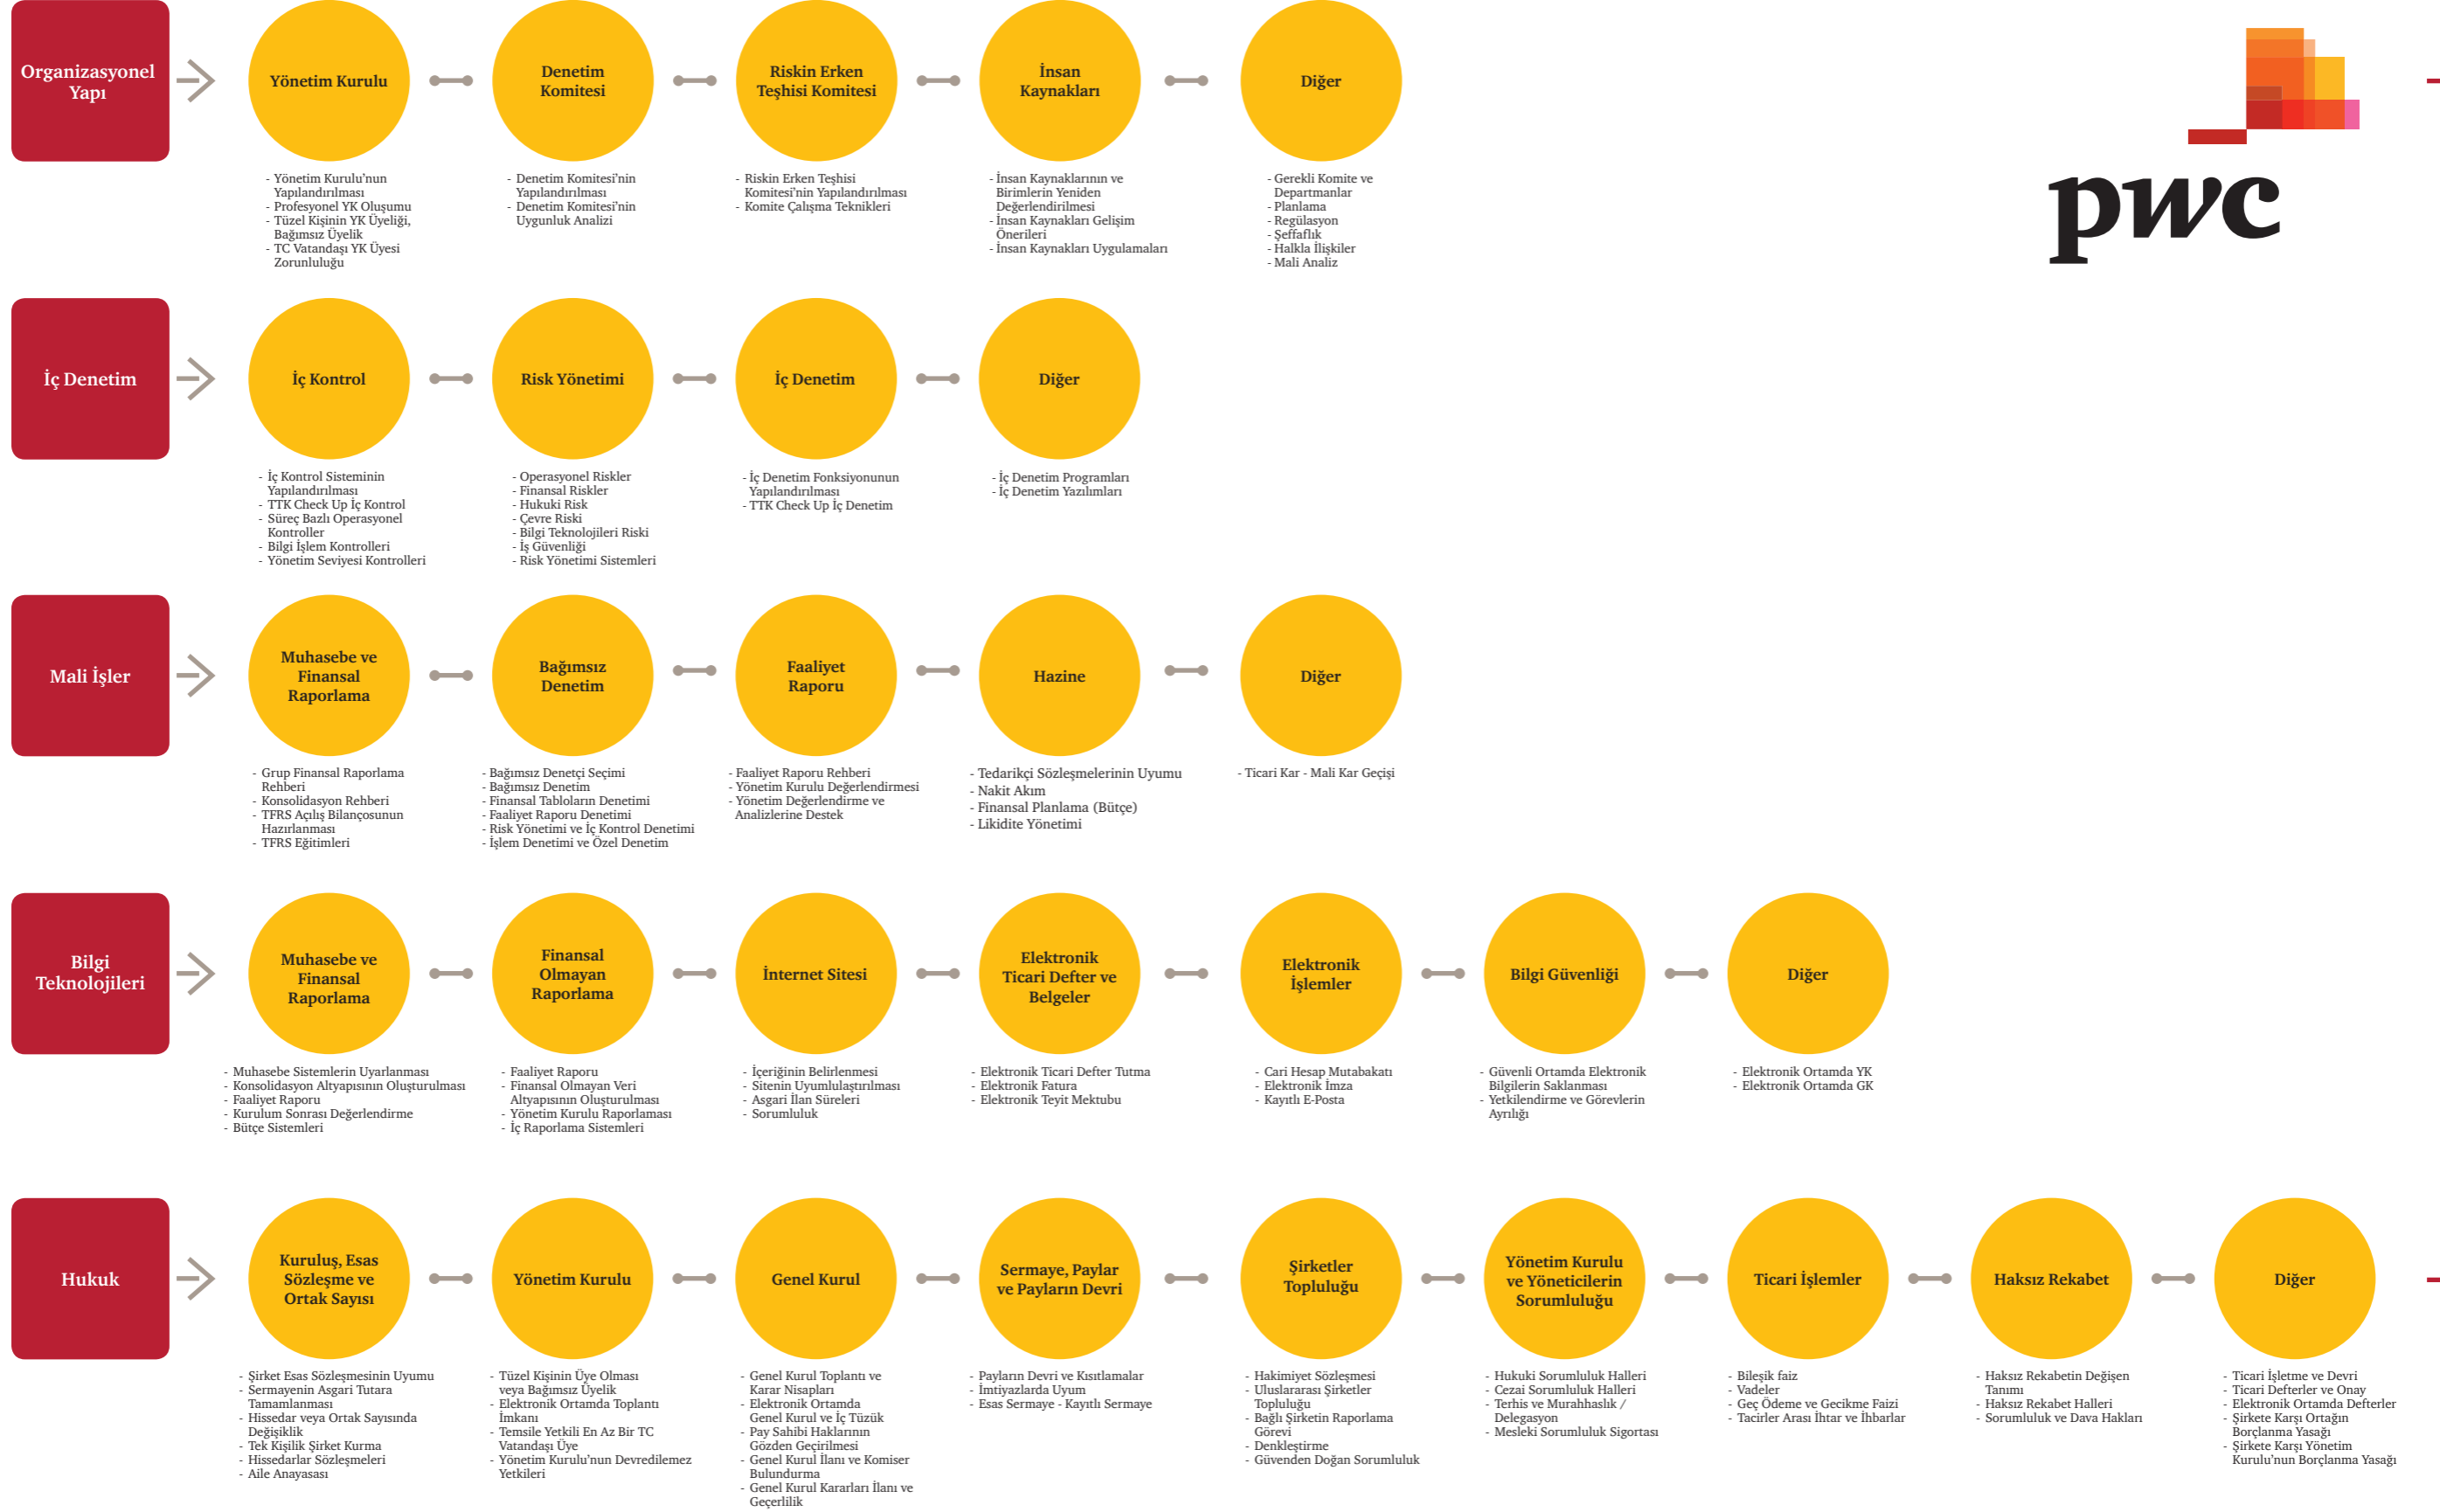 Organizasyonel
Yapı
Yönetim Kurulu
Denetim
Komitesi
Riskin Erken
Teşhisi Komitesi
İnsan
Kaynakları
Diğer
pwc
- Yönetim Kurulu'nun
Yapılandırılması
- Profesyonel YK Oluşumu
- Tüzel Kişinin YK Üyeliği,
Bağımsız Üyelik
- TC Vatandaşı YK Üyesi
Zorunluluğu
- Denetim Komitesi'nin
Yapılandırılması
- Denetim Komitesi'nin
Uygunluk Analizi
- Riskin Erken Teşhisi
Komitesi'nin Yapılandırılması
- Komite Çalışma Teknikleri
- İnsan Kaynaklarının ve
Birimlerin Yeniden
Değerlendirilmesi
- İnsan Kaynakları Gelişim
Önerileri
- İnsan Kaynakları Uygulamaları
- Gerekli Komite ve
Departmanlar
- Planlama
- Regülasyon
- Şeffaflık
- Halkla İlişkiler
- Mali Analiz
İç Denetim
İç Kontrol
Risk Yönetimi
İç Denetim
Diğer
- İç Kontrol Sisteminin
Yapılandırılması
- TTK Check Up İç Kontrol
- Süreç Bazlı Operasyonel
Kontroller
- Bilgi İşlem Kontrolleri
- Yönetim Seviyesi Kontrolleri
- Operasyonel Riskler
- Finansal Riskler
- Hukuki Risk
- Çevre Riski
- Bilgi Teknolojileri Riski
- İş Güvenliği
- Risk Yönetimi Sistemleri
- İç Denetim Fonksiyonunun
Yapılandırılması
- TTK Check Up İç Denetim
- İç Denetim Programları
- İç Denetim Yazılımları
Mali İşler
Muhasebe ve
Finansal
Raporlama
Bağımsız
Denetim
Faaliyet
Raporu
Hazine
Diğer
- Grup Finansal Raporlama
Rehberi
- Konsolidasyon Rehberi
- TFRS Açılış Bilançosunun
Hazırlanması
- TFRS Eğitimleri
- Bağımsız Denetçi Seçimi
- Bağımsız Denetim
- Finansal Tabloların Denetimi
- Faaliyet Raporu Denetimi
- Risk Yönetimi ve İç Kontrol Denetimi
- İşlem Denetimi ve Özel Denetim
- Faaliyet Raporu Rehberi
- Yönetim Kurulu Değerlendirmesi
- Yönetim Değerlendirme ve
Analizlerine Destek
- Tedarikçi Sözleşmelerinin Uyumu
- Nakit Akım
- Finansal Planlama (Bütçe)
- Likidite Yönetimi
- Ticari Kar - Mali Kar Geçişi
Bilgi
Teknolojileri
Muhasebe ve
Finansal
Raporlama
Finansal
Olmayan
Raporlama
İnternet Sitesi
Elektronik
Ticari Defter ve
Belgeler
Elektronik
İşlemler
Bilgi Güvenliği
Diğer
- Muhasebe Sistemlerin Uyarlanması
- Konsolidasyon Altyapısının Oluşturulması
- Faaliyet Raporu
- Kurulum Sonrası Değerlendirme
- Bütçe Sistemleri
- Faaliyet Raporu
- Finansal Olmayan Veri
Altyapısının Oluşturulması
- Yönetim Kurulu Raporlaması
- İç Raporlama Sistemleri
- İçeriğinin Belirlenmesi
- Sitenin Uyumlulaştırılması
- Asgari İlan Süreleri
- Sorumluluk
- Elektronik Ticari Defter Tutma
- Elektronik Fatura
- Elektronik Teyit Mektubu
- Cari Hesap Mutabakatı
- Elektronik İmza
- Kayıtlı E-Posta
- Güvenli Ortamda Elektronik
Bilgilerin Saklanması
- Yetkilendirme ve Görevlerin
Ayrılığı
- Elektronik Ortamda YK
- Elektronik Ortamda GK
Hukuk
Kuruluş, Esas
Sözleşme ve
Ortak Sayısı
Yönetim Kurulu
Genel Kurul
Sermaye, Paylar
ve Payların Devri
Şirketler
Topluluğu
Yönetim Kurulu
ve Yöneticilerin
Sorumluluğu
Ticari İşlemler
Haksız Rekabet
Diğer
- Şirket Esas Sözleşmesinin Uyumu
- Sermayenin Asgari Tutara
Tamamlanması
- Hissedar veya Ortak Sayısında
Değişiklik
- Tek Kişilik Şirket Kurma
- Hissedarlar Sözleşmeleri
- Aile Anayasası
- Tüzel Kişinin Üye Olması
veya Bağımsız Üyelik
- Elektronik Ortamda Toplantı
İmkanı
- Temsile Yetkili En Az Bir TC
Vatandaşı Üye
- Yönetim Kurulu'nun Devredilemez
Yetkileri
- Genel Kurul Toplantı ve
Karar Nisapları
- Elektronik Ortamda
Genel Kurul ve İç Tüzük
- Pay Sahibi Haklarının
Gözden Geçirilmesi
- Genel Kurul İlanı ve Komiser
Bulundurma
- Genel Kurul Kararları İlanı ve
Geçerlilik
- Payların Devri ve Kısıtlamalar
- İmtiyazlarda Uyum
- Esas Sermaye - Kayıtlı Sermaye
- Hakimiyet Sözleşmesi
- Uluslararası Şirketler
Topluluğu
- Bağlı Şirketin Raporlama
Görevi
- Denkleştirme
- Güvenden Doğan Sorumluluk
- Hukuki Sorumluluk Halleri
- Cezai Sorumluluk Halleri
- Terhis ve Murahhaslık /
Delegasyon
- Mesleki Sorumluluk Sigortası
- Bileşik faiz
- Vadeler
- Geç Ödeme ve Gecikme Faizi
- Tacirler Arası İhtar ve İhbarlar
- Haksız Rekabetin Değişen
Tanımı
- Haksız Rekabet Halleri
- Sorumluluk ve Dava Hakları
- Ticari İşletme ve Devri
- Ticari Defterler ve Onay
- Elektronik Ortamda Defterler
- Şirkete Karşı Ortağın
Borçlanma Yasağı
- Şirkete Karşı Yönetim
Kurulu'nun Borçlanma Yasağı